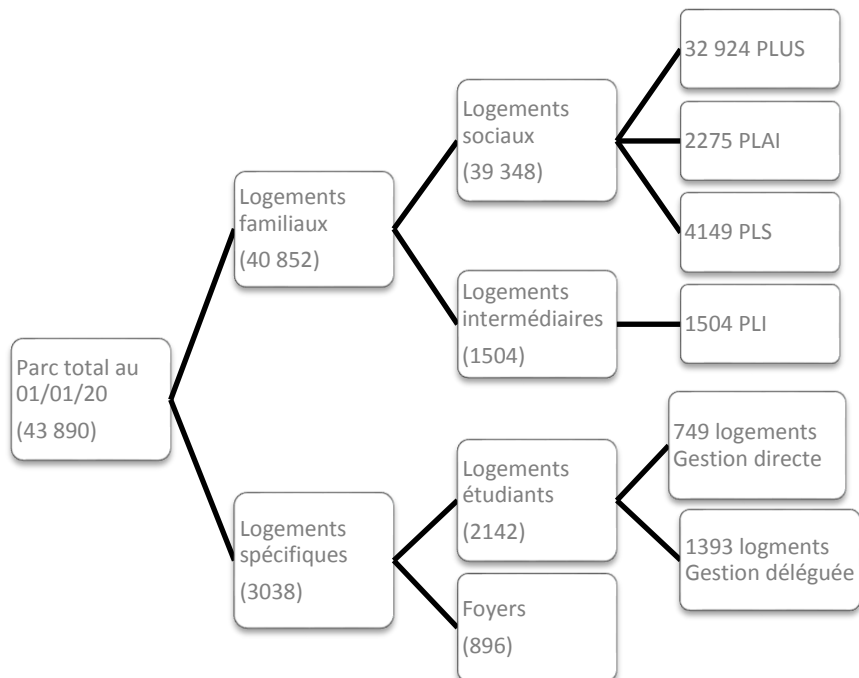 Parc total au
01/01/20
(43 890)
Logements
familiaux
(40 852)
Logements
sociaux
(39 348)
32 924 PLUS
2275 PLAI
4149 PLS
Logements
intermédiaires
(1504)
1504 PLI
Logements
spécifiques
(3038)
Logements
étudiants
(2142)
749 logements
Gestion directe
1393 logments
Gestion déléguée
Foyers
(896)